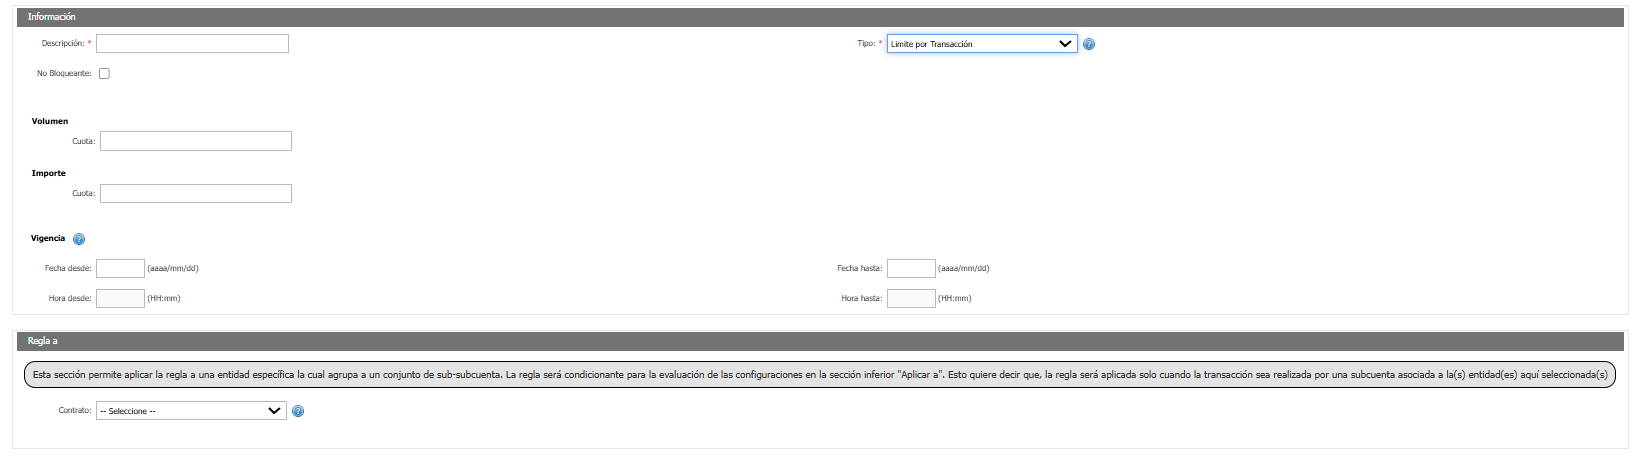 Información
Descripción: * Tipo: * Limite por Transacción
No Bloqueante:
Volumen
Cuota:
Importe
Cuota:
Vigencia
Fecha desde: (aaaa/mm/dd) Fecha hasta: (aaaa/mm/dd)
Hora desde: (HH:mm) Hora hasta: (HH:mm)
Regla a
Esta sección permite aplicar la regla a una entidad específica la cual agrupa a un conjunto de sub-subcuenta. La regla será condicionante para la evaluación de las configuraciones en la sección inferior "Aplicar a". Esto quiere decir que, la regla será aplicada solo cuando la transacción sea realizada por una subcuenta asociada a la(s) entidad(es) aquí seleccionada(s)
Contrato: -- Seleccione --